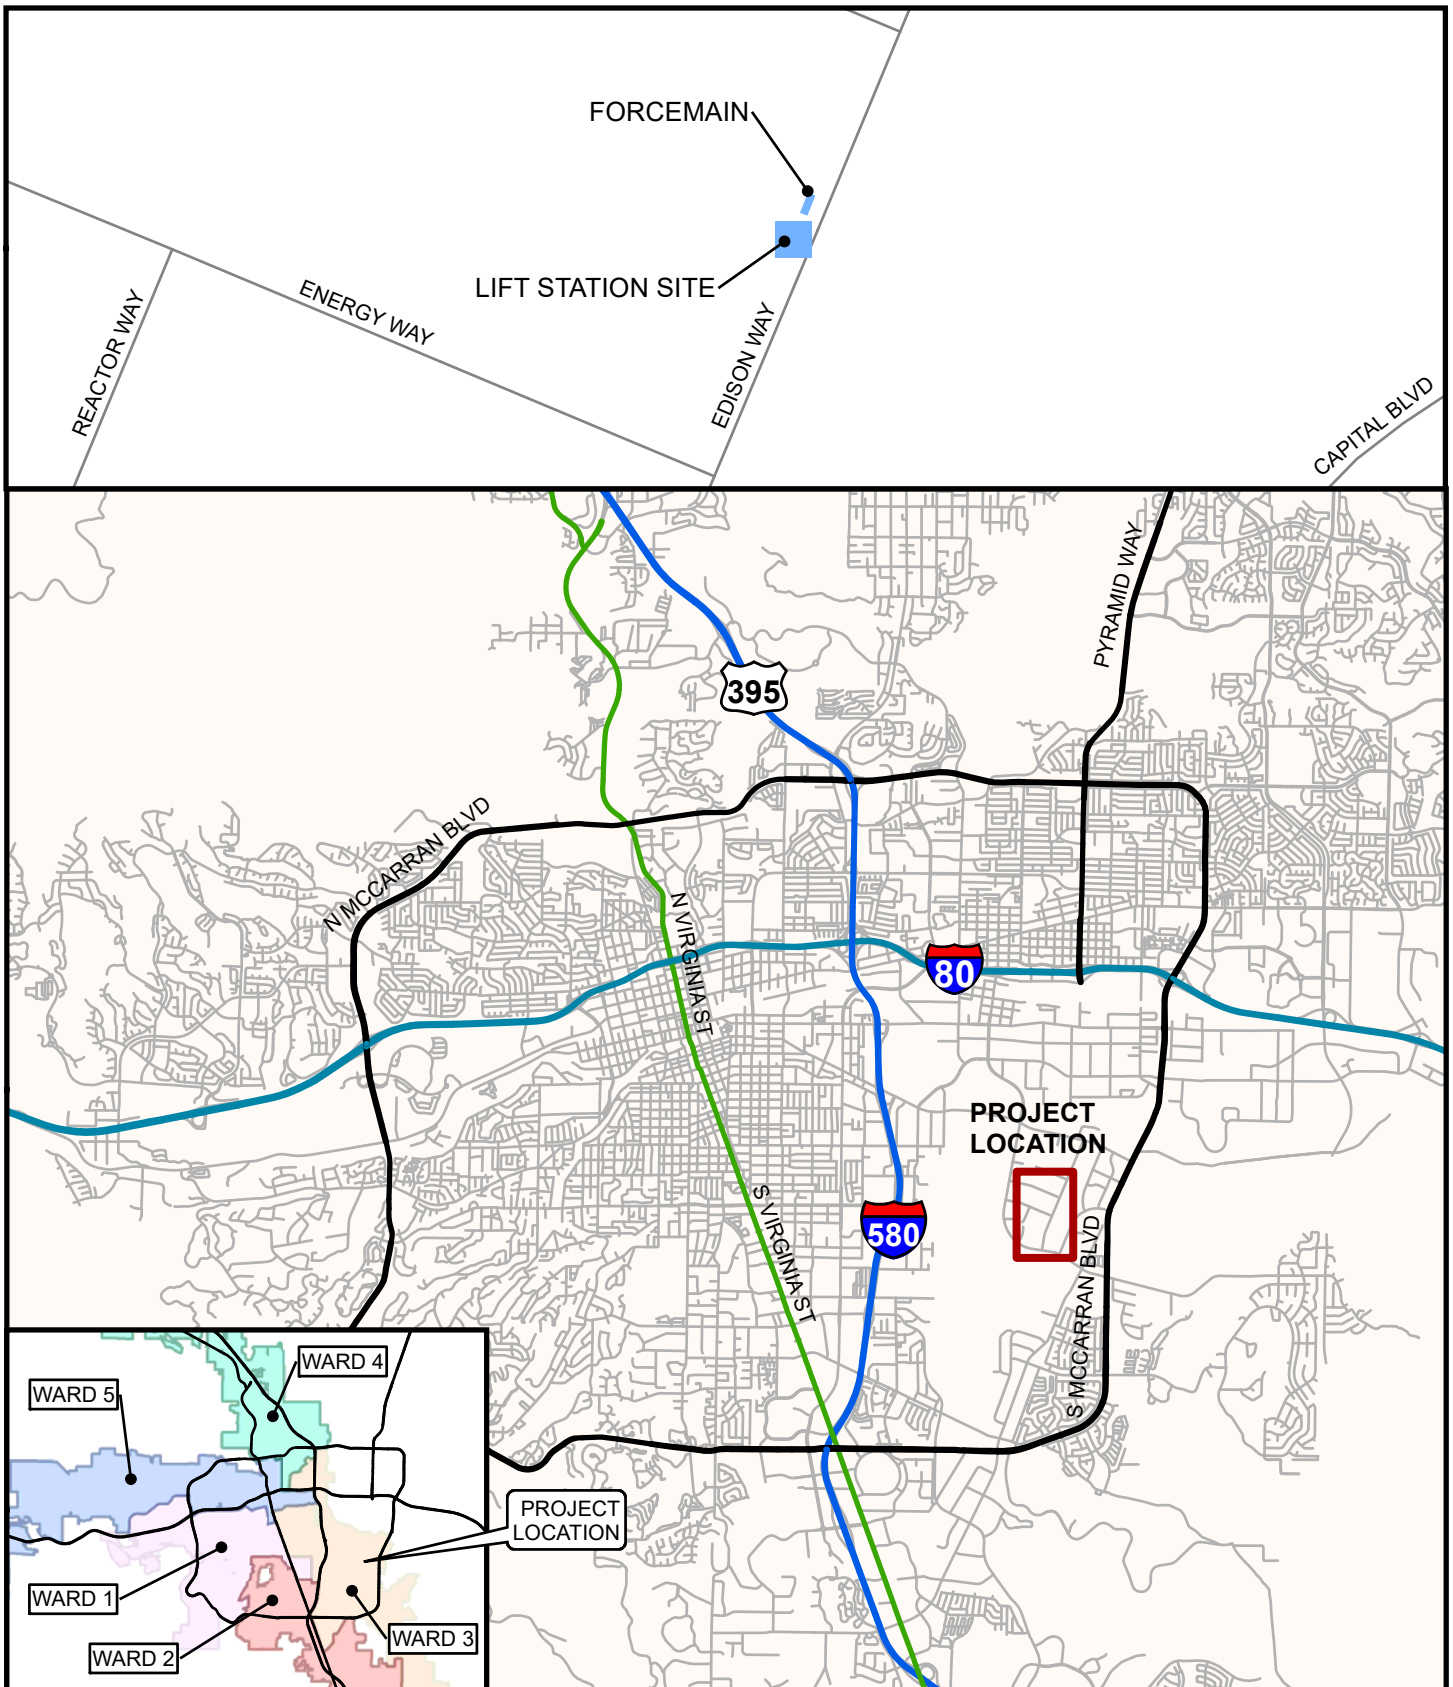 FORCEMAIN
LIFT STATION SITE
REACTOR WAY
ENERGY WAY
EDISON WAY
CAPITAL BLVD
PYRAMID WAY
395
N MCCARRAN BLVD
N VIRGINIA ST
80
PROJECT
LOCATION
S VIRGINIA ST
580
S MCCARRAN BLVD
WARD 4
WARD 5
PROJECT
LOCATION
WARD 1
WARD 3
WARD 2